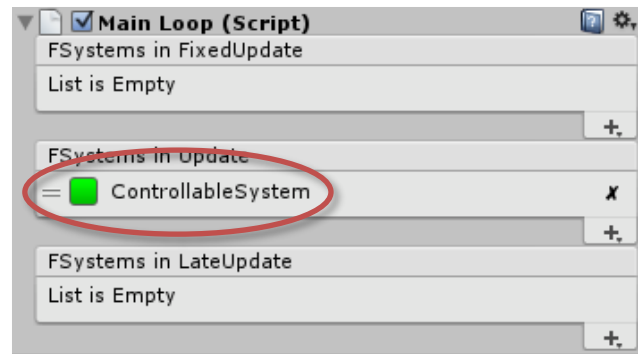 Main Loop (Script)
FSystems in FixedUpdate
List is Empty
FSystems in Update
ControllableSystem
FSystems in LateUpdate
List is Empty